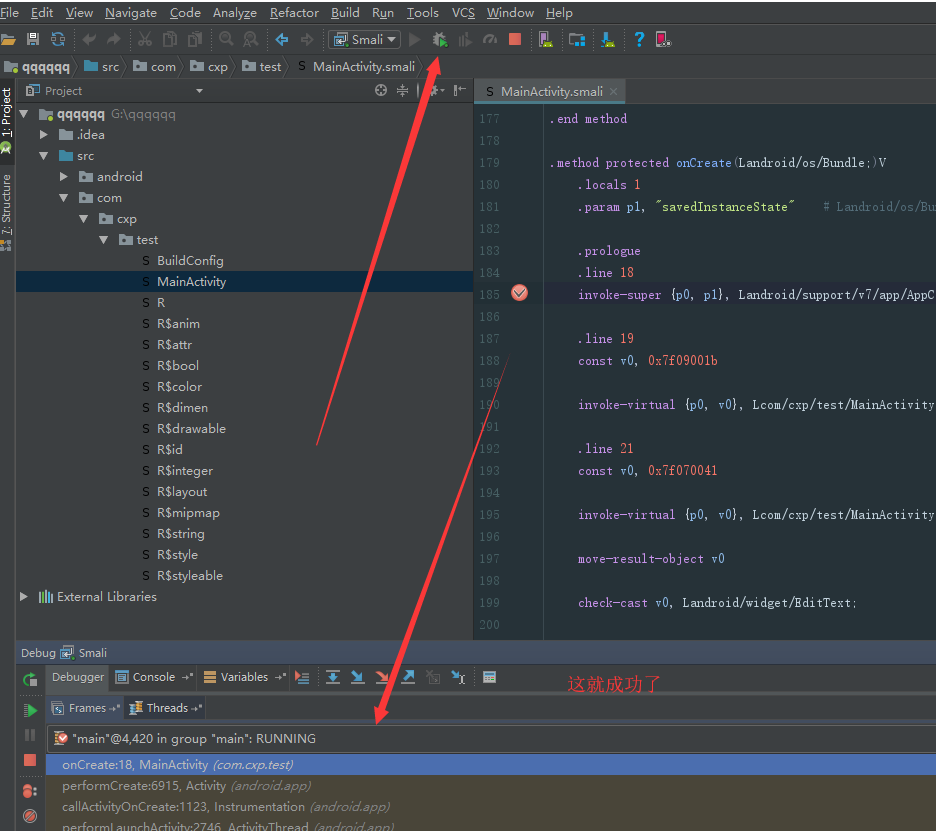 File Edit View Navigate Code Analyze Refactor Build Run Tools VCS Window Help
Smali
qqqqqq src com cxp test S MainActivity.smali
Project
S MainActivity.smali
1: Project
7: Structure
qqqqqq G:\qqqqqq
.idea
src
android
com
cxp
test
S BuildConfig
S MainActivity
S R
S R$anim
S R$attr
S R$bool
S R$color
S R$dimen
S R$drawable
S R$id
S R$integer
S R$layout
S R$mipmap
S R$string
S R$style
S R$styleable
External Libraries
177 .end method
178
179 .method protected onCreate(Landroid/os/Bundle;)V
180 .locals 1
181 .param p1, "savedInstanceState" # Landroid/os/Bu
182
183 .prologue
184 .line 18
185 invoke-super {p0, p1}, Landroid/support/v7/app/AppC
186
187 .line 19
188 const v0, 0x7f09001b
189
190 invoke-virtual {p0, v0}, Lcom/cxp/test/MainActivity
191
192 .line 21
193 const v0, 0x7f070041
194
195 invoke-virtual {p0, v0}, Lcom/cxp/test/MainActivity
196
197 move-result-object v0
198
199 check-cast v0, Landroid/widget/EditText;
200
Debug Smali
Debugger Console Variables
这就成功了
Frames Threads
"main"@4,420 in group "main": RUNNING
onCreate:18, MainActivity (com.cxp.test)
performCreate:6915, Activity (android.app)
callActivityOnCreate:1123, Instrumentation (android.app)
performLaunchActivity:2746, ActivityThread (android.app)